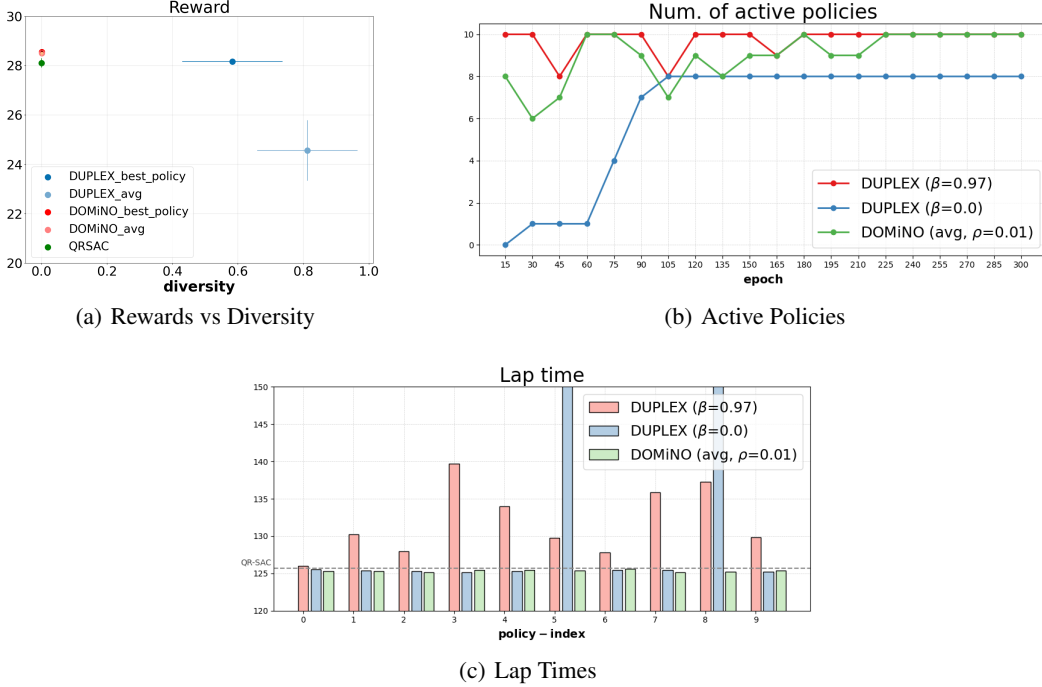 Reward
30
28
26
24
22
20
DUPLEX_best_policy
DUPLEX_avg
DOMiNO_best_policy
DOMiNO_avg
QRSAC
0.0 0.2 0.4 0.6 0.8 1.0
diversity
(a) Rewards vs Diversity
Num. of active policies
10
8
6
4
2
0
DUPLEX (β=0.97)
DUPLEX (β=0.0)
DOMiNO (avg, ρ=0.01)
15 30 45 60 75 90 105 120 135 150 165 180 195 210 225 240 255 270 285 300
epoch
(b) Active Policies
Lap time
150
145
140
135
130
QR-SAC
125
120
DUPLEX (β=0.97)
DUPLEX (β=0.0)
DOMiNO (avg, ρ=0.01)
0 1 2 3 4 5 6 7 8 9
policy − index
(c) Lap Times